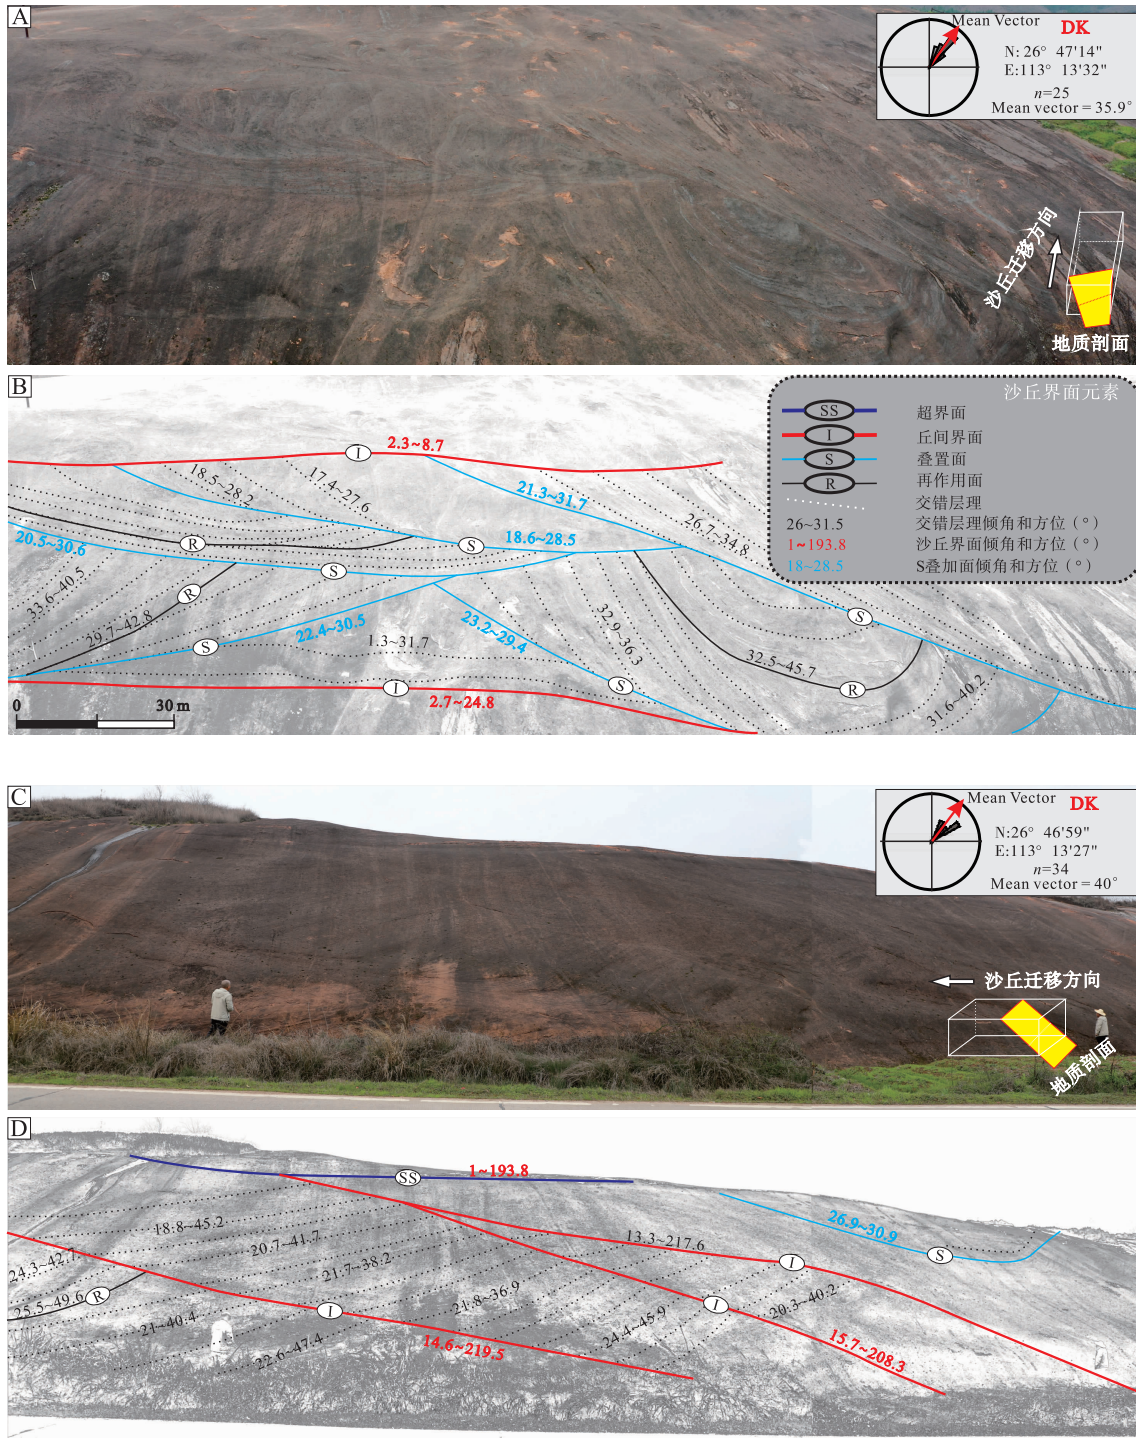 A
Mean Vector
DK
N: 26° 47'14"
E:113° 13'32"
n=25
Mean vector = 35.9°
沙丘迁移方向
地质剖面
B
沙丘界面元素
SS
超界面
I
丘间界面
S
叠置面
R
再作用面
交错层理
26~31.5
交错层理倾角和方位（°）
1~193.8
沙丘界面倾角和方位（°）
18~28.5
S叠加面倾角和方位（°）
I
2.3~8.7
18.5~28.2
17.4~27.6
21.3~31.7
26.7~34.8
20.5~30.6
R
S
18.6~28.5
S
33.6~40.5
R
29.7~42.8
S
22.4~30.5
1.3~31.7
23.2~29.4
32.9~36.3
S
32.5~45.7
R
S
31.6~40.2
I
2.7~24.8
0
30 m
C
Mean Vector
DK
N:26° 46'59"
E:113° 13'27"
n=34
Mean vector = 40°
沙丘迁移方向
地质剖面
D
SS
1~193.8
18.8~45.2
20.7~41.7
13.3~217.6
26.9~30.9
S
24.3~42.7
21.7~38.2
I
25.5~49.6
R
21~40.4
I
21.8~36.9
I
20.3~40.2
24.4~45.9
22.6~47.4
14.6~219.5
15.7~208.3